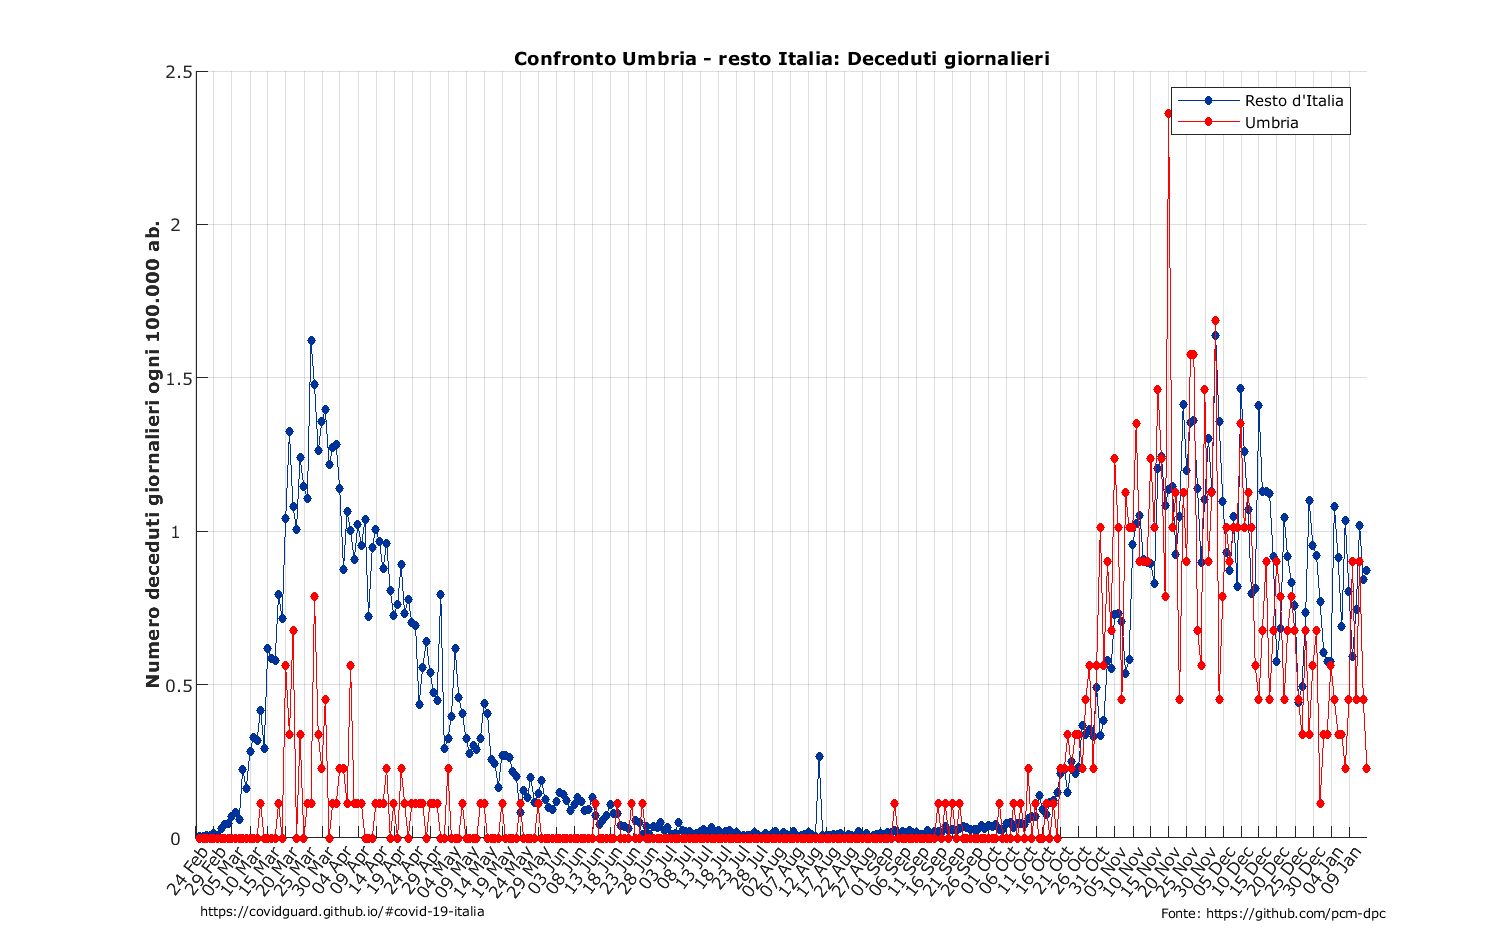 Confronto Umbria - resto Italia: Deceduti giornalieri
Resto d'Italia
Umbria
Numero deceduti giornalieri ogni 100.000 ab.
2.5
2
1.5
1
0.5
0
24 Feb
29 Feb
05 Mar
10 Mar
15 Mar
20 Mar
25 Mar
30 Mar
04 Apr
09 Apr
14 Apr
19 Apr
24 Apr
29 Apr
04 May
09 May
14 May
19 May
24 May
29 May
03 Jun
08 Jun
13 Jun
18 Jun
23 Jun
28 Jun
03 Jul
08 Jul
13 Jul
18 Jul
23 Jul
28 Jul
02 Aug
07 Aug
12 Aug
17 Aug
22 Aug
27 Aug
01 Sep
06 Sep
11 Sep
16 Sep
21 Sep
26 Sep
01 Oct
06 Oct
11 Oct
16 Oct
21 Oct
26 Oct
31 Oct
05 Nov
10 Nov
15 Nov
20 Nov
25 Nov
30 Nov
05 Dec
10 Dec
15 Dec
20 Dec
25 Dec
30 Dec
04 Jan
09 Jan
https://covidguard.github.io/#covid-19-italia
Fonte: https://github.com/pcm-dpc